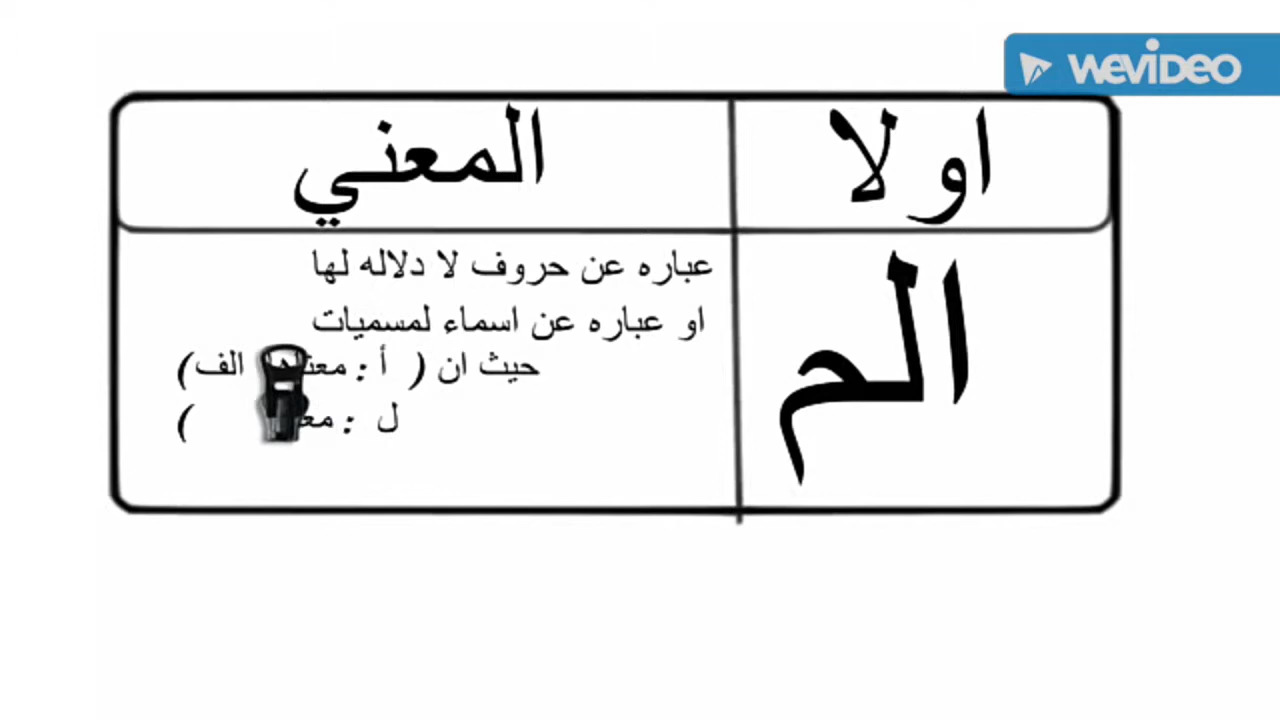 WeVideo
اولا
المعني
الم
عباره عن حروف لا دلاله لها
او عباره عن اسماء لمسميات
حيث ان ( أ : الف)
ل : )